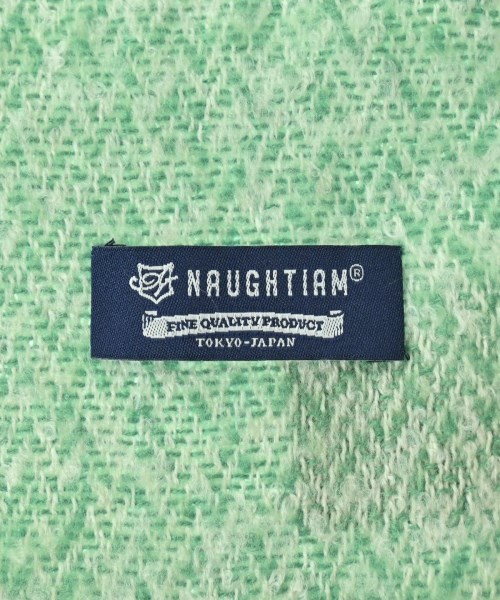 NAUGHTIAM®
FINE QUALITY PRODUCT
TOKYO-JAPAN